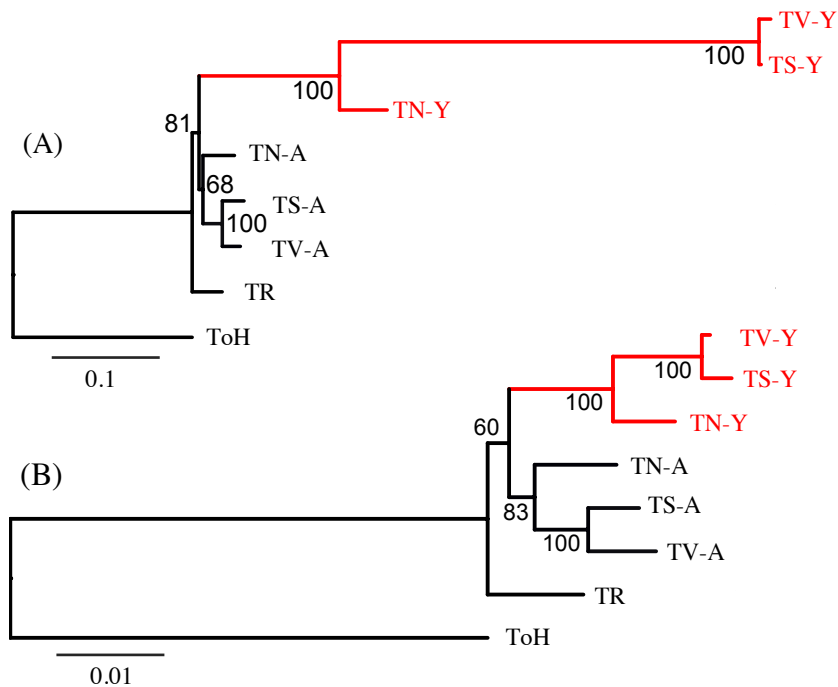 TV-Y
100
TS-Y
100
TN-Y
81
(A)
TN-A
68
TS-A
100
TV-A
TR
ToH
0.1
TV-Y
100
TS-Y
100
TN-Y
60
(B)
TN-A
83
TS-A
100
TV-A
TR
ToH
0.01